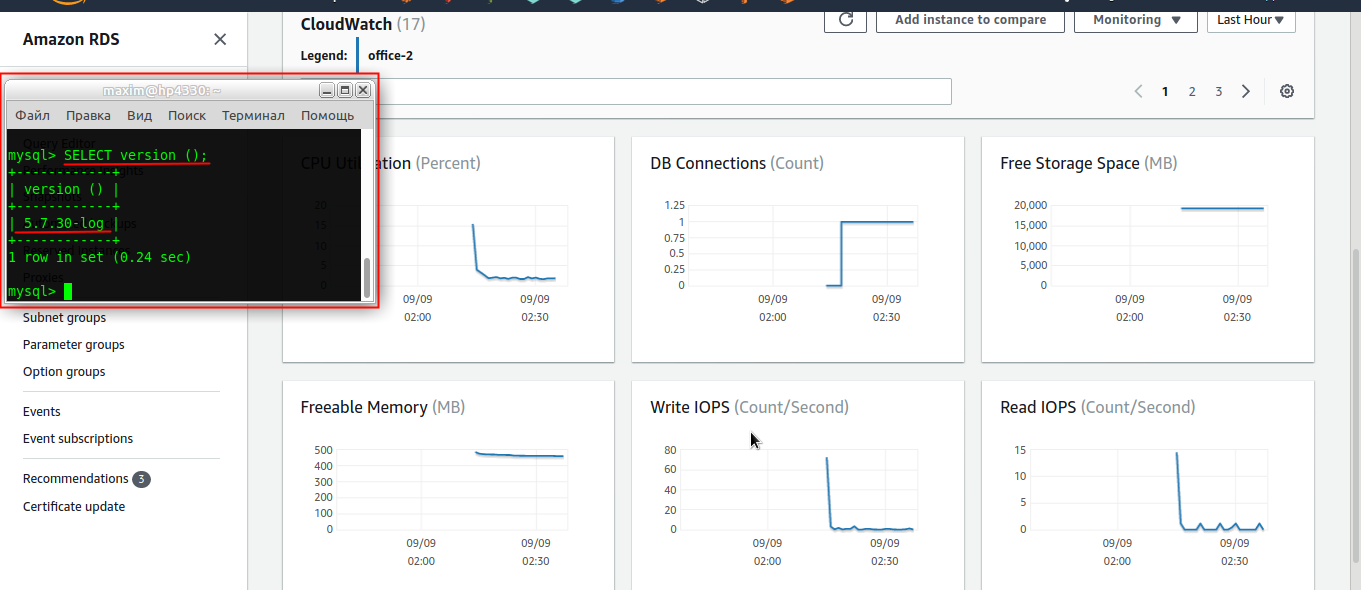 Amazon RDS
CloudWatch (17)
Add instance to compare
Monitoring
Last Hour
Legend:
office-2
1 2 3
maxim@hp4330: ~
Файл Правка Вид Поиск Терминал Помощь
mysql> SELECT version ();
+------------+
| version () |
+------------+
| 5.7.30-log |
+------------+
1 row in set (0.24 sec)
mysql>
Query Editor
Snapshots
Proxies
Subnet groups
Parameter groups
Option groups
Events
Event subscriptions
Recommendations 3
Certificate update
CPU Utilization (Percent)
20
15
10
5
0
09/09 09/09
02:00 02:30
DB Connections (Count)
1.25
1
0.75
0.5
0.25
0
09/09 09/09
02:00 02:30
Free Storage Space (MB)
20,000
15,000
10,000
5,000
0
09/09 09/09
02:00 02:30
Freeable Memory (MB)
500
400
300
200
100
0
09/09 09/09
02:00 02:30
Write IOPS (Count/Second)
80
60
40
20
0
09/09 09/09
02:00 02:30
Read IOPS (Count/Second)
15
10
5
0
09/09 09/09
02:00 02:30